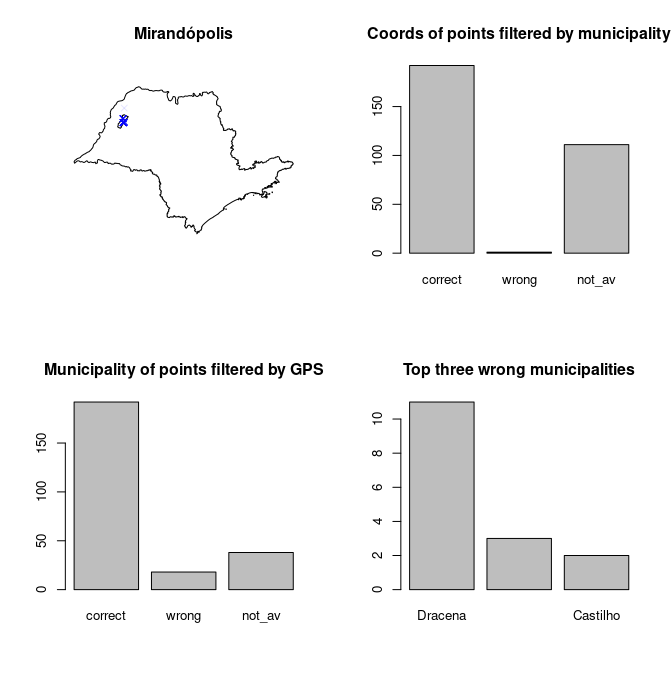 Mirandópolis
Coords of points filtered by municipality
150
100
50
0
correct wrong not_av
Municipality of points filtered by GPS
150
100
50
0
correct wrong not_av
Top three wrong municipalities
10
8
6
4
2
0
Dracena Castilho